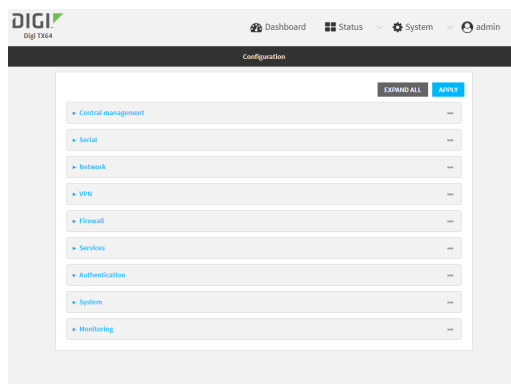 DIGI
Digi TX64
Dashboard Status System admin
Configuration
EXPAND ALL APPLY
Central management
Serial
Network
VPN
Firewall
Services
Authentication
System
Monitoring